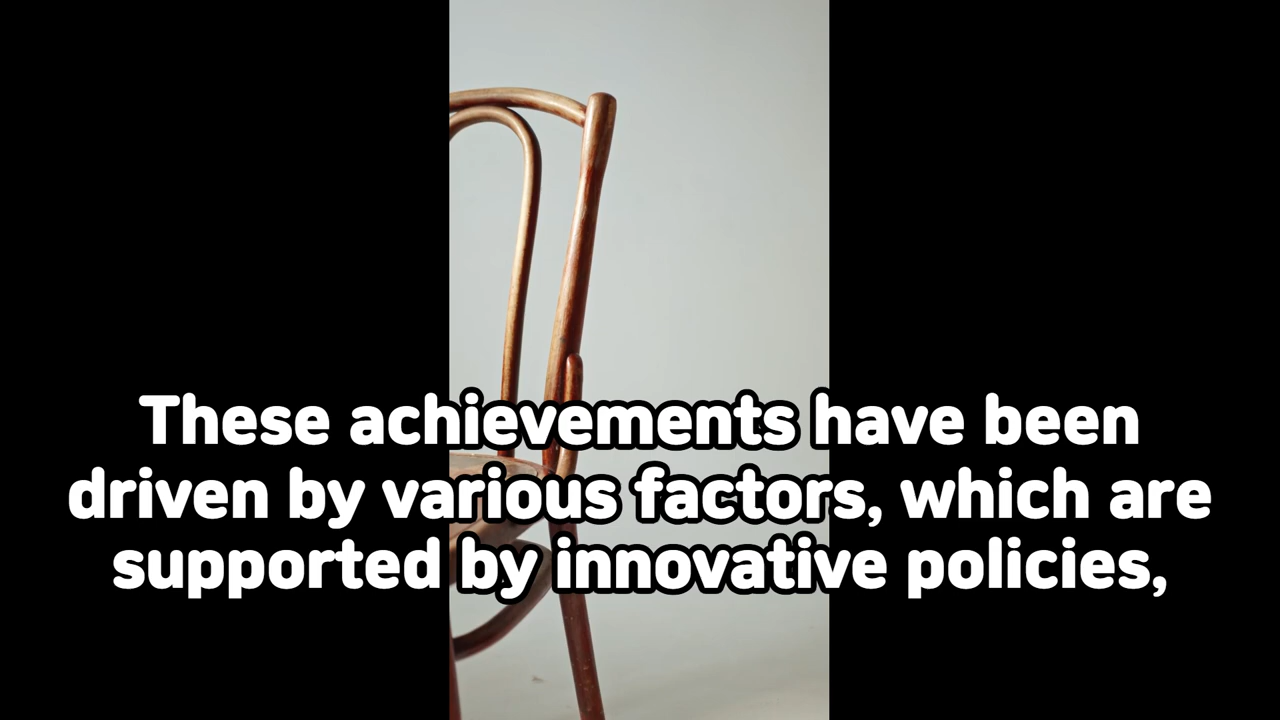 These achievements have been
driven by various factors, which are
supported by innovative policies,